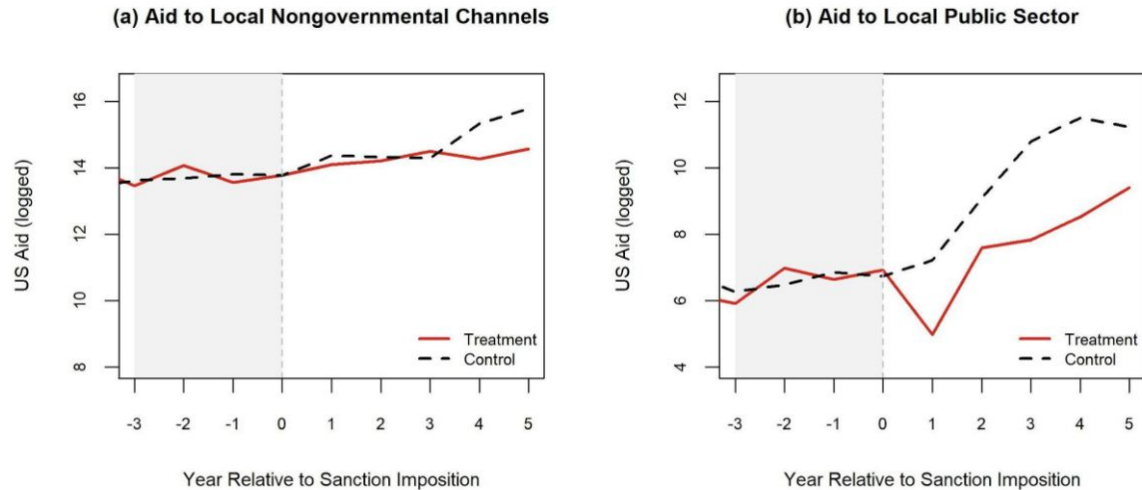 (a) Aid to Local Nongovernmental Channels
US Aid (logged)
16
14
12
10
8
Treatment
Control
-3 -2 -1 0 1 2 3 4 5
Year Relative to Sanction Imposition
(b) Aid to Local Public Sector
US Aid (logged)
12
10
8
6
4
Treatment
Control
-3 -2 -1 0 1 2 3 4 5
Year Relative to Sanction Imposition